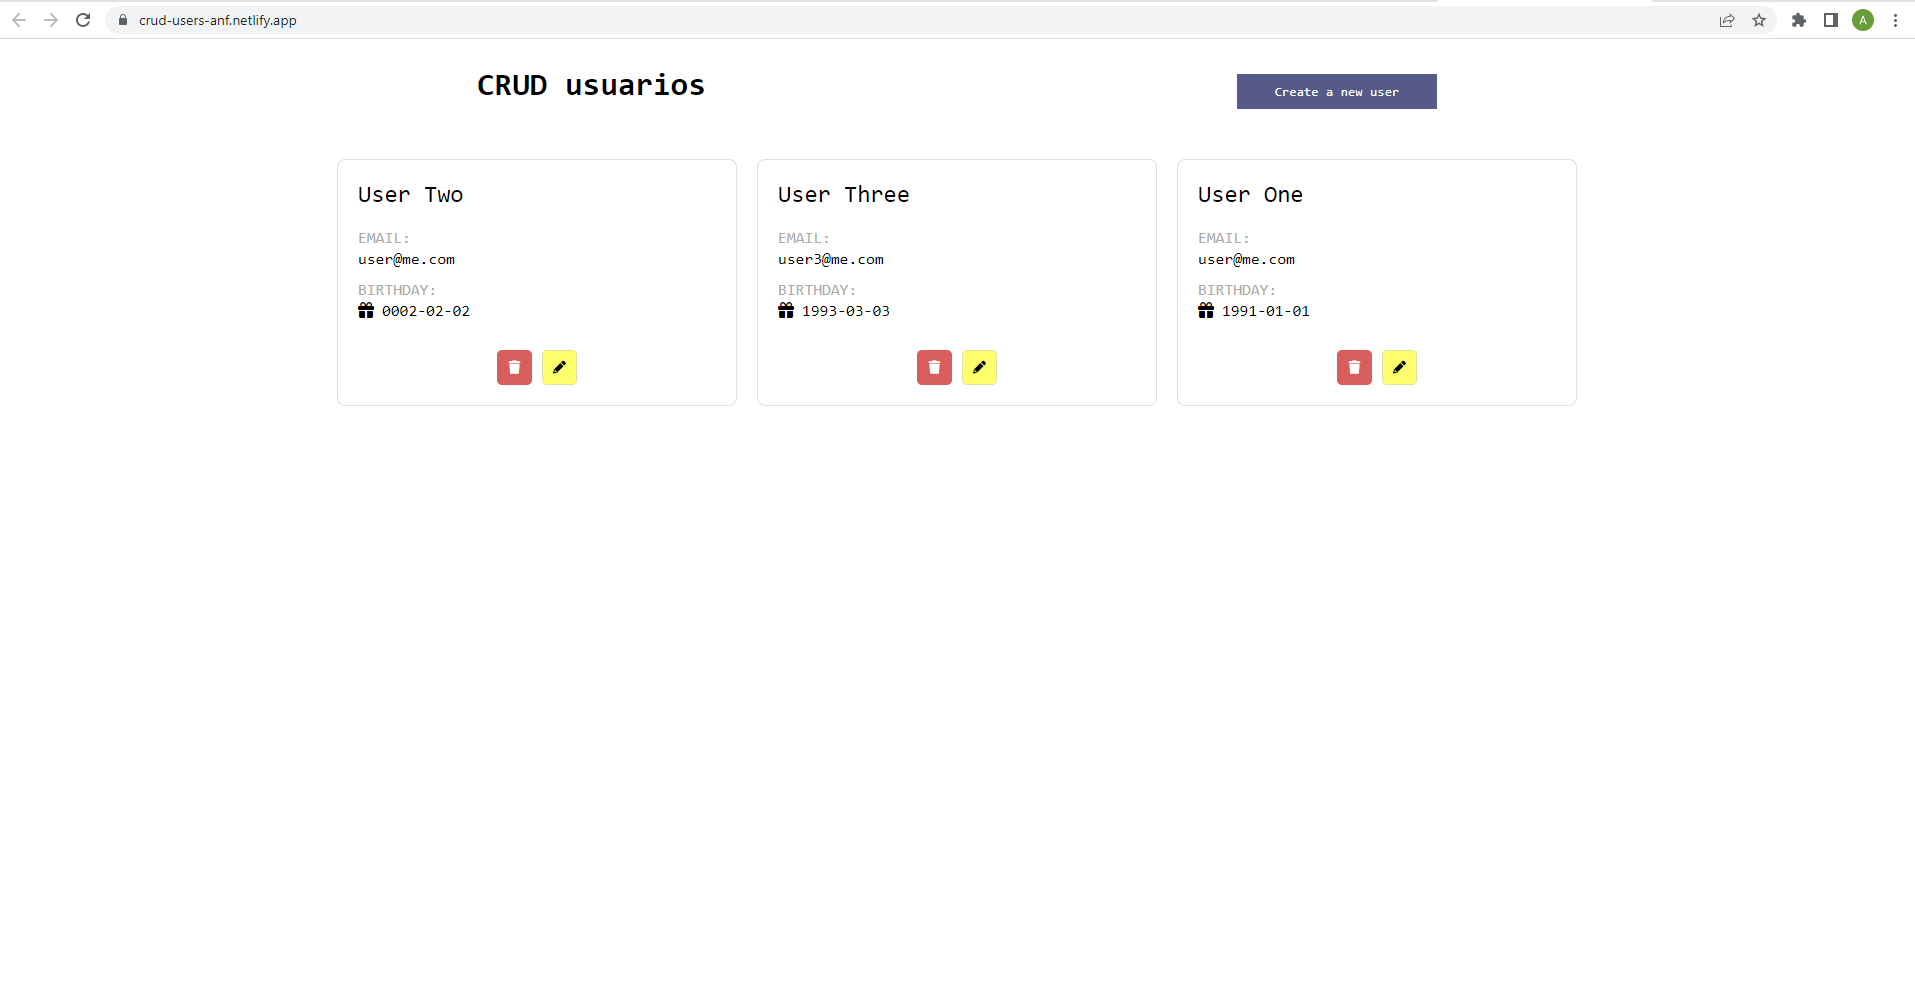 crud-users-anf.netlify.app
A
CRUD usuarios
Create a new user
User Two
EMAIL:
user@me.com
BIRTHDAY:
0002-02-02
User Three
EMAIL:
user3@me.com
BIRTHDAY:
1993-03-03
User One
EMAIL:
user@me.com
BIRTHDAY:
1991-01-01